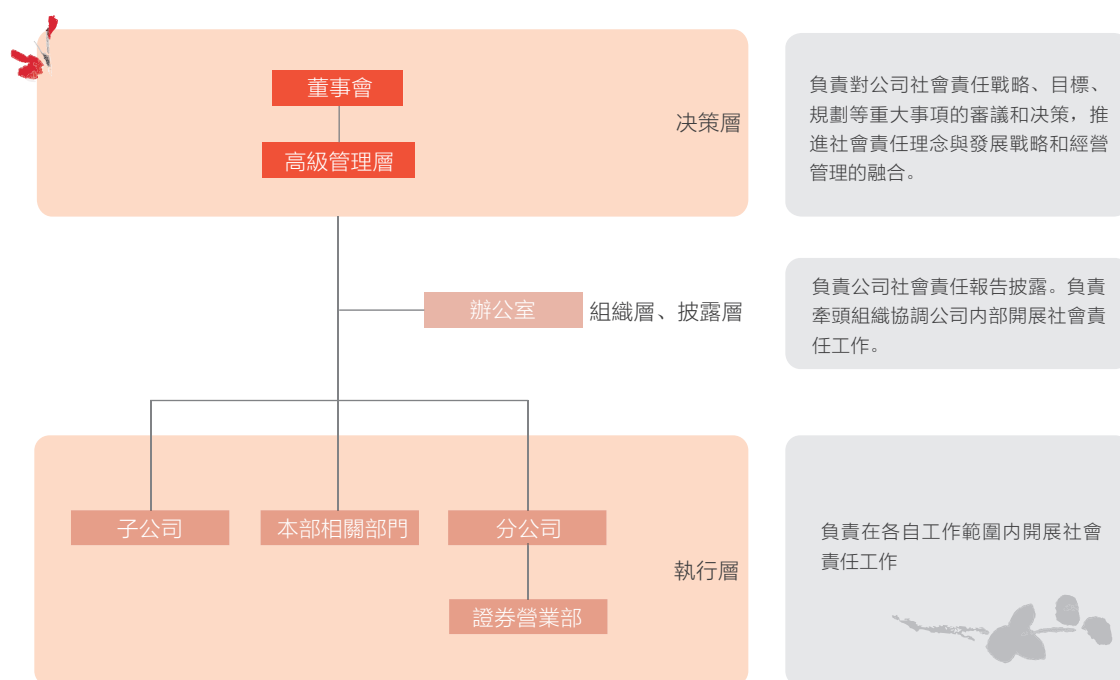 董事會
高級管理層
决策層
負責對公司社會責任戰略、目標、
規劃等重大事項的審議和决策，推
進社會責任理念與發展戰略和經營
管理的融合。
辦公室
組織層、披露層
負責公司社會責任報告披露。負責
牽頭組織協調公司内部開展社會責
任工作。
子公司
本部相關部門
分公司
證券營業部
執行層
負責在各自工作範圍内開展社會
責任工作